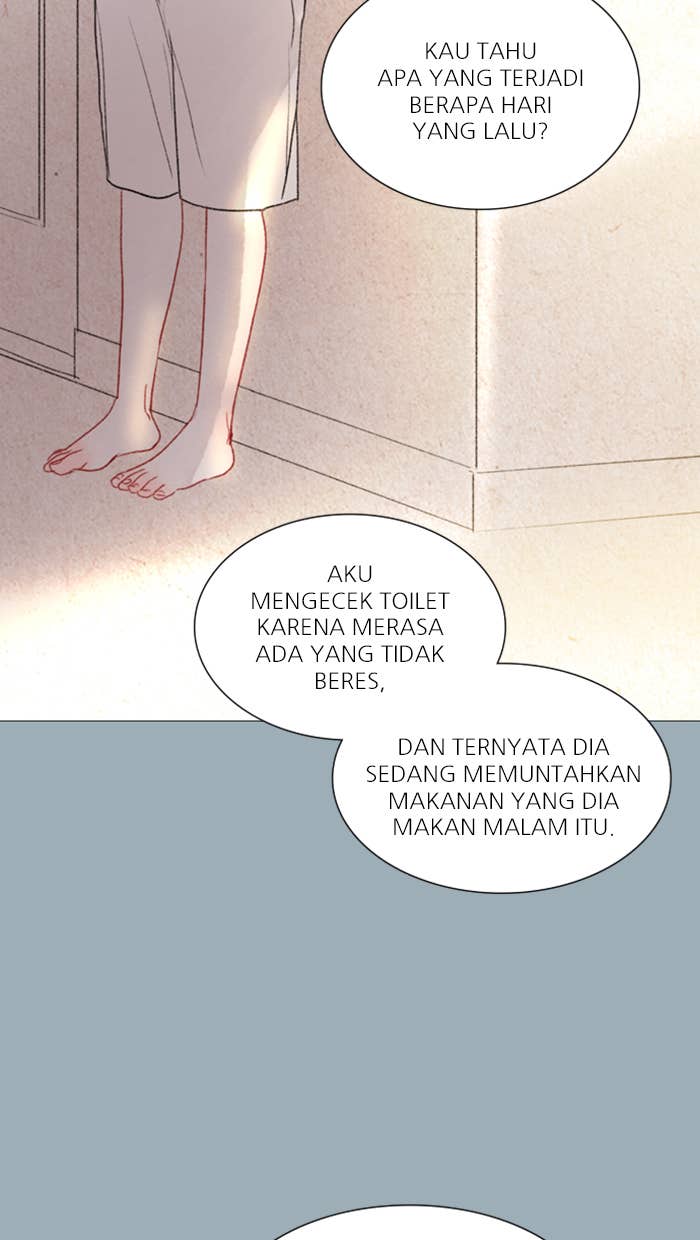 KAU TAHU
APA YANG TERJADI
BERAPA HARI
YANG LALU?
AKU
MENGECEK TOILET
KARENA MERASA
ADA YANG TIDAK
BERES,
DAN TERNYATA DIA
SEDANG MEMUNTAHKAN
MAKANAN YANG DIA
MAKAN MALAM ITU.